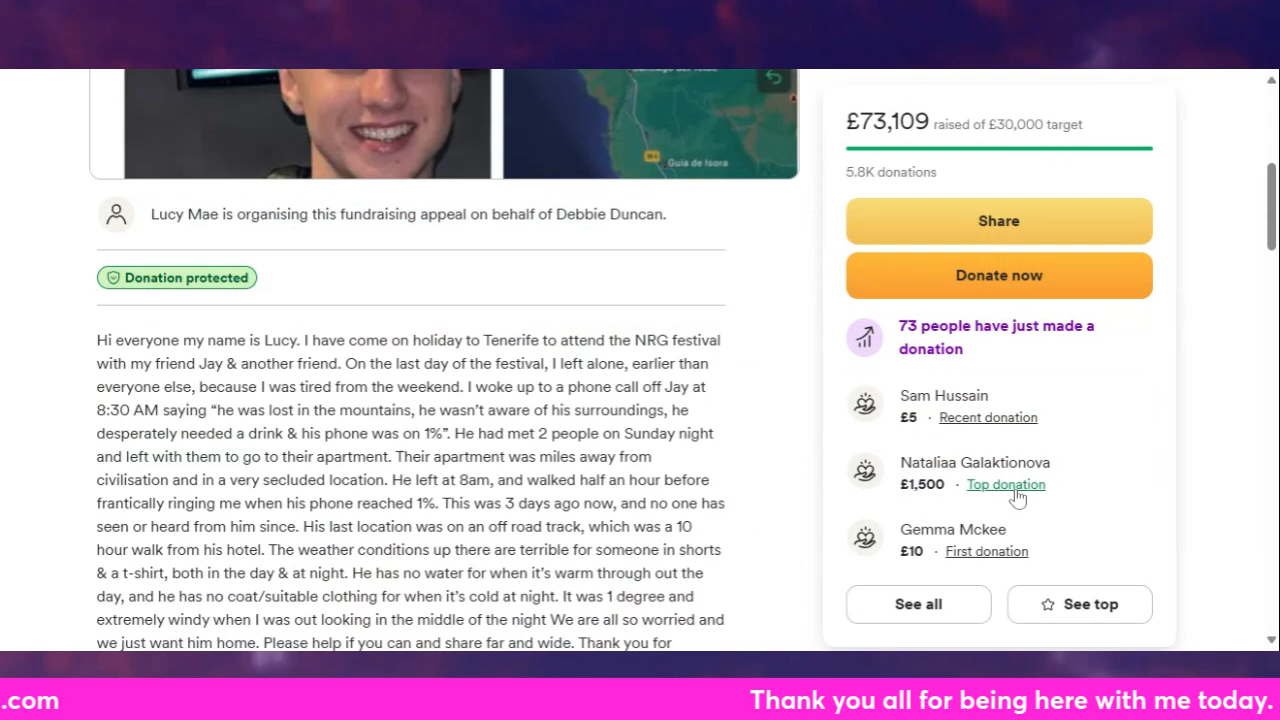 Guía de Isora
£73,109 raised of £30,000 target
5.8K donations
Share
Donate now
73 people have just made a
donation
Sam Hussain
£5 · Recent donation
Nataliaa Galaktionova
£1,500 · Top donation
Gemma Mckee
£10 · First donation
See all
See top
Lucy Mae is organising this fundraising appeal on behalf of Debbie Duncan.
Donation protected
Hi everyone my name is Lucy. I have come on holiday to Tenerife to attend the NRG festival
with my friend Jay & another friend. On the last day of the festival, I left alone, earlier than
everyone else, because I was tired from the weekend. I woke up to a phone call off Jay at
8:30 AM saying “he was lost in the mountains, he wasn’t aware of his surroundings, he
desperately needed a drink & his phone was on 1%”. He had met 2 people on Sunday night
and left with them to go to their apartment. Their apartment was miles away from
civilisation and in a very secluded location. He left at 8am, and walked half an hour before
frantically ringing me when his phone reached 1%. This was 3 days ago now, and no one has
seen or heard from him since. His last location was on an off road track, which was a 10
hour walk from his hotel. The weather conditions up there are terrible for someone in shorts
& a t-shirt, both in the day & at night. He has no water for when it’s warm through out the
day, and he has no coat/suitable clothing for when it’s cold at night. It was 1 degree and
extremely windy when I was out looking in the middle of the night We are all so worried and
we just want him home. Please help if you can and share far and wide. Thank you for
.com
Thank you all for being here with me today.